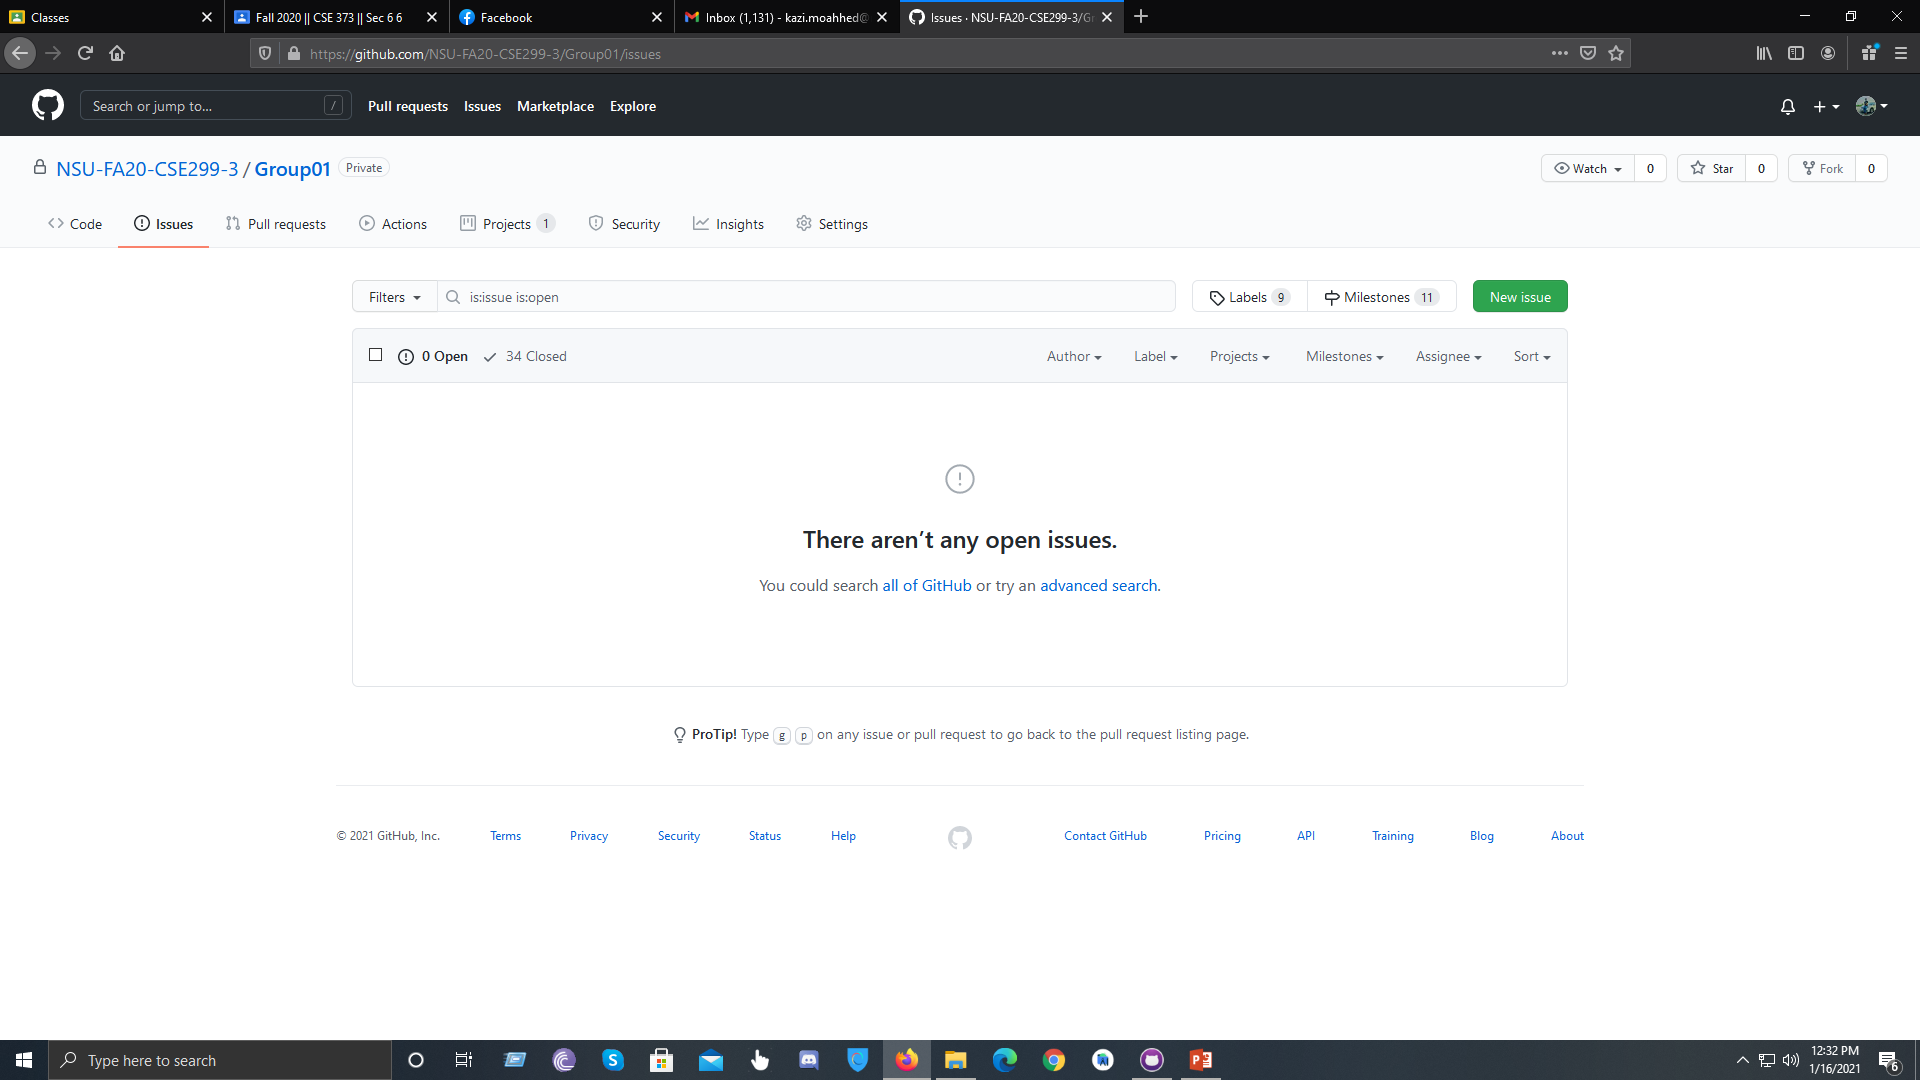 Classes
Fall 2020 || CSE 373 || Sec 6 6
Facebook
Inbox (1,131) - kazi.moahhed@
Issues · NSU-FA20-CSE299-3/Gr
https://github.com/NSU-FA20-CSE299-3/Group01/issues
Search or jump to... /
Pull requests Issues Marketplace Explore
NSU-FA20-CSE299-3 / Group01 Private
Watch 0 Star 0 Fork 0
Code Issues Pull requests Actions Projects 1 Security Insights Settings
Filters is:issue is:open Labels 9 Milestones 11 New issue
0 Open 34 Closed Author Label Projects Milestones Assignee Sort
There aren’t any open issues.
You could search all of GitHub or try an advanced search.
ProTip! Type g p on any issue or pull request to go back to the pull request listing page.
© 2021 GitHub, Inc. Terms Privacy Security Status Help Contact GitHub Pricing API Training Blog About
Type here to search
12:32 PM
1/16/2021
6